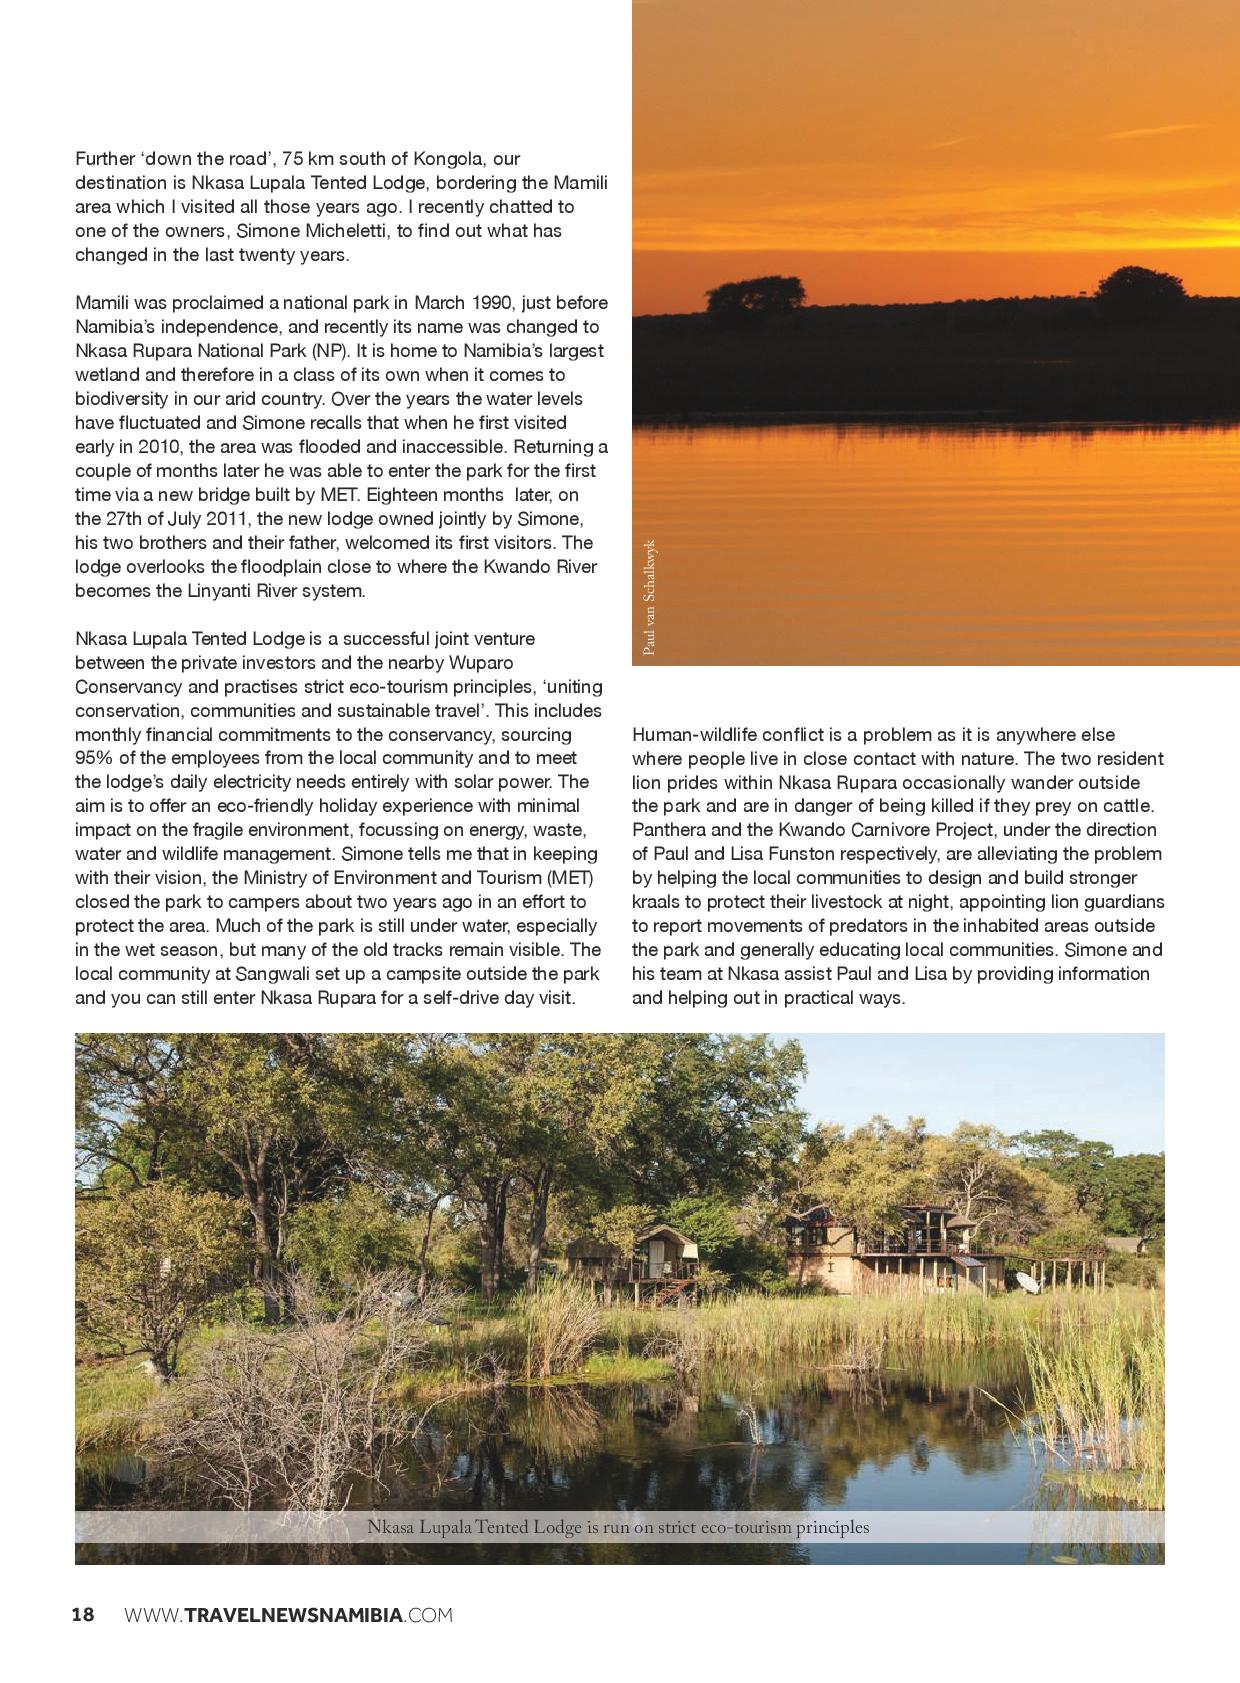 Further ‘down the road’, 75 km south of Kongola, our
destination is Nkasa Lupala Tented Lodge, bordering the Mamili
area which I visited all those years ago. I recently chatted to
one of the owners, Simone Micheletti, to find out what has
changed in the last twenty years.
Mamili was proclaimed a national park in March 1990, just before
Namibia’s independence, and recently its name was changed to
Nkasa Rupara National Park (NP). It is home to Namibia’s largest
wetland and therefore in a class of its own when it comes to
biodiversity in our arid country. Over the years the water levels
have fluctuated and Simone recalls that when he first visited
early in 2010, the area was flooded and inaccessible. Returning a
couple of months later he was able to enter the park for the first
time via a new bridge built by MET. Eighteen months  later, on
the 27th of July 2011, the new lodge owned jointly by Simone,
his two brothers and their father, welcomed its first visitors. The
lodge overlooks the floodplain close to where the Kwando River
becomes the Linyanti River system.
Nkasa Lupala Tented Lodge is a successful joint venture
between the private investors and the nearby Wuparo
Conservancy and practises strict eco-tourism principles, ‘uniting
conservation, communities and sustainable travel’. This includes
monthly financial commitments to the conservancy, sourcing
95% of the employees from the local community and to meet
the lodge’s daily electricity needs entirely with solar power. The
aim is to offer an eco-friendly holiday experience with minimal
impact on the fragile environment, focussing on energy, waste,
water and wildlife management. Simone tells me that in keeping
with their vision, the Ministry of Environment and Tourism (MET)
closed the park to campers about two years ago in an effort to
protect the area. Much of the park is still under water, especially
in the wet season, but many of the old tracks remain visible. The
local community at Sangwali set up a campsite outside the park
and you can still enter Nkasa Rupara for a self-drive day visit.
Paul van Schalkwyk
Human-wildlife conflict is a problem as it is anywhere else
where people live in close contact with nature. The two resident
lion prides within Nkasa Rupara occasionally wander outside
the park and are in danger of being killed if they prey on cattle.
Panthera and the Kwando Carnivore Project, under the direction
of Paul and Lisa Funston respectively, are alleviating the problem
by helping the local communities to design and build stronger
kraals to protect their livestock at night, appointing lion guardians
to report movements of predators in the inhabited areas outside
the park and generally educating local communities. Simone and
his team at Nkasa assist Paul and Lisa by providing information
and helping out in practical ways.
Nkasa Lupala Tented Lodge is run on strict eco-tourism principles
18 WWW.TRAVELNEWSNAMIBIA.COM